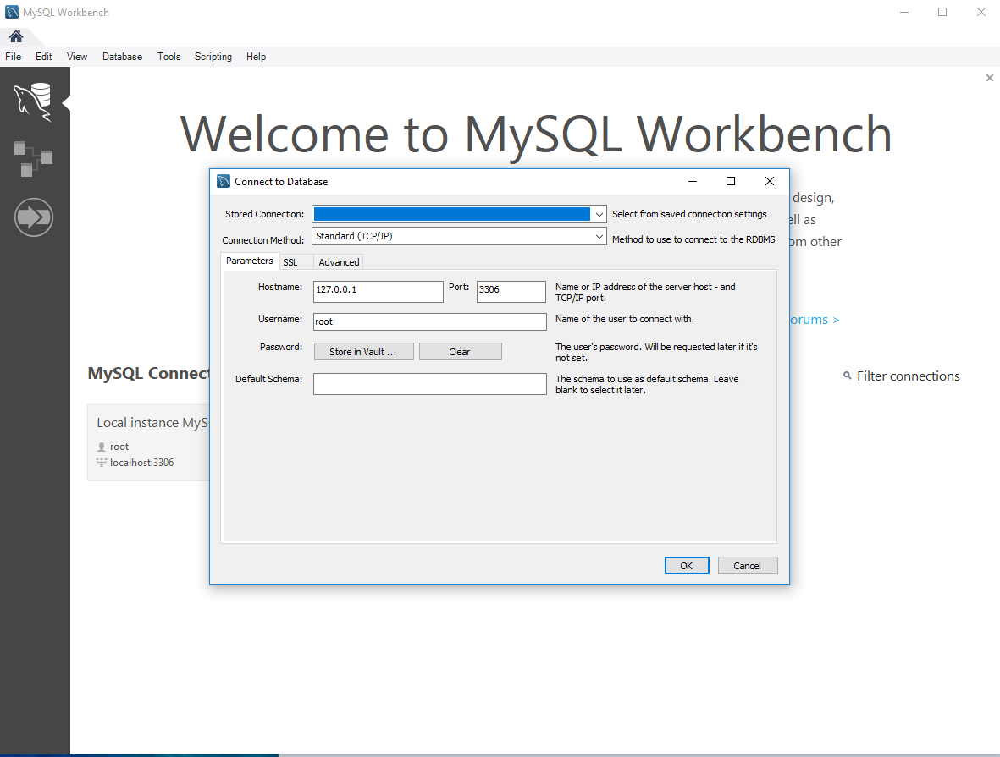 MySQL Workbench
File Edit View Database Tools Scripting Help
Welcome to MySQL Workbench
Connect to Database
design,
Stored Connection: Select from saved connection settings
as
Connection Method: Standard (TCP/IP) Method to use to connect to the RDBMS
other
Parameters SSL Advanced
Hostname: 127.0.0.1 Port: 3306 Name or IP address of the server host - and
TCP/IP port.
Username: root Name of the user to connect with.
orums >
Password: Store in Vault ... Clear The user's password. Will be requested later if it's
not set.
MySQL Connect
Default Schema: The schema to use as default schema. Leave
blank to select it later.
Filter connections
Local instance MyS
root
localhost:3306
OK Cancel